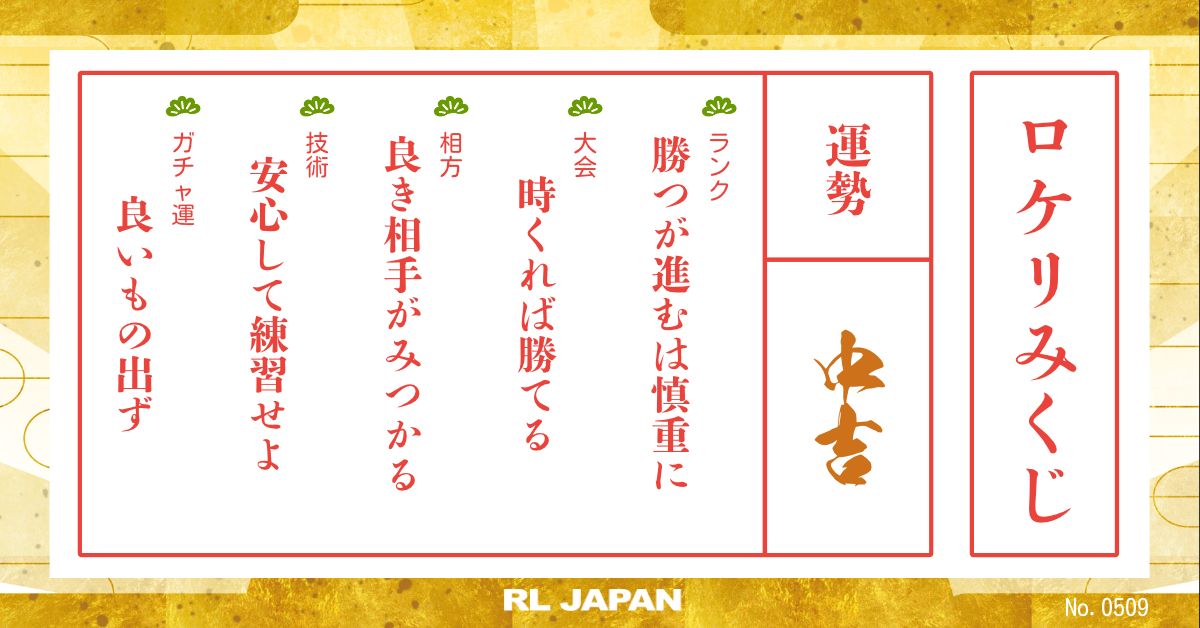 ロケリみくじ
運勢
中吉
ランク
勝つが進むは慎重に
大会
時くれば勝てる
相方
良き相手がみつかる
技術
安心して練習せよ
ガチャ運
良いもの出ず
RL JAPAN
No. 0509